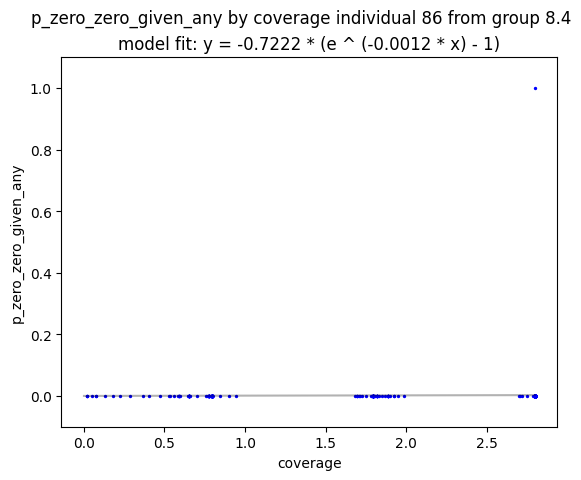 p_zero_zero_given_any by coverage individual 86 from group 8.4
model fit: y = -0.7222 * (e ^ (-0.0012 * x) - 1)
1.0
0.8
0.6
0.4
0.2
0.0
p_zero_zero_given_any
0.0 0.5 1.0 1.5 2.0 2.5
coverage